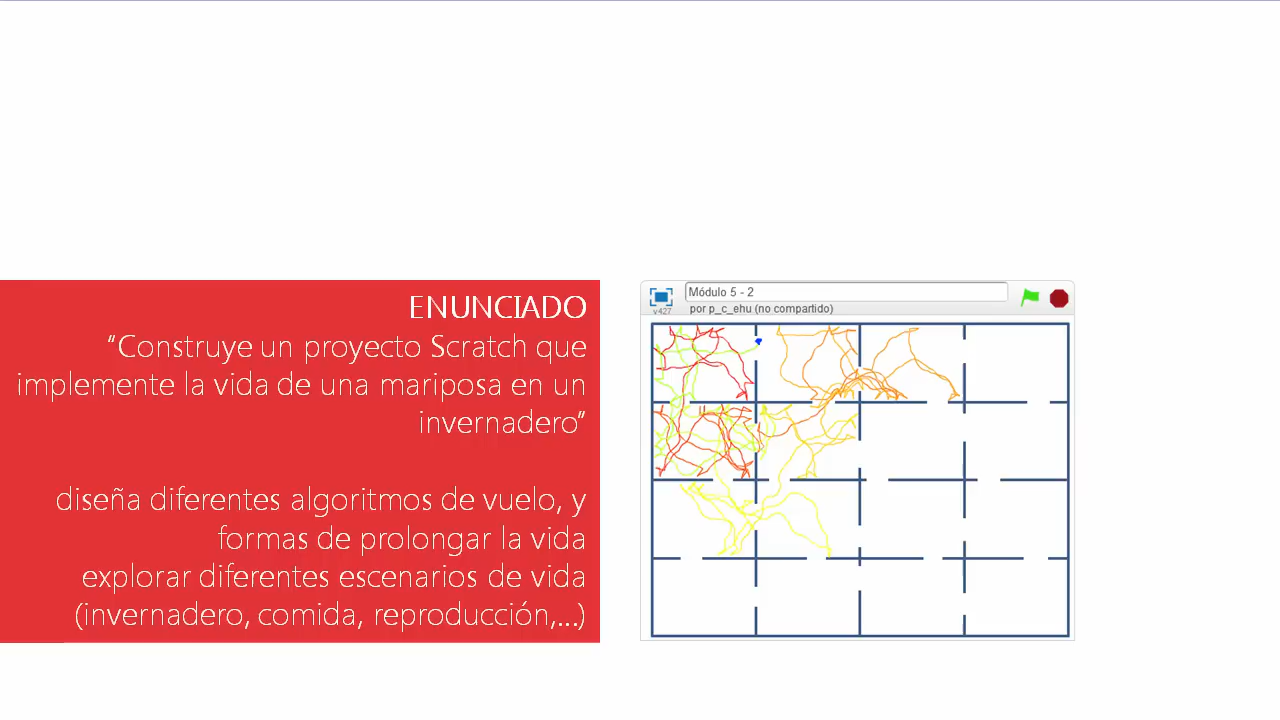 ENUNCIADO
“Construye un proyecto Scratch que
implemente la vida de una mariposa en un
invernadero”
diseña diferentes algoritmos de vuelo, y
formas de prolongar la vida
explorar diferentes escenarios de vida
(invernadero, comida, reproducción,...)
Módulo 5 - 2
por p_c_ehu (no compartido)
v427